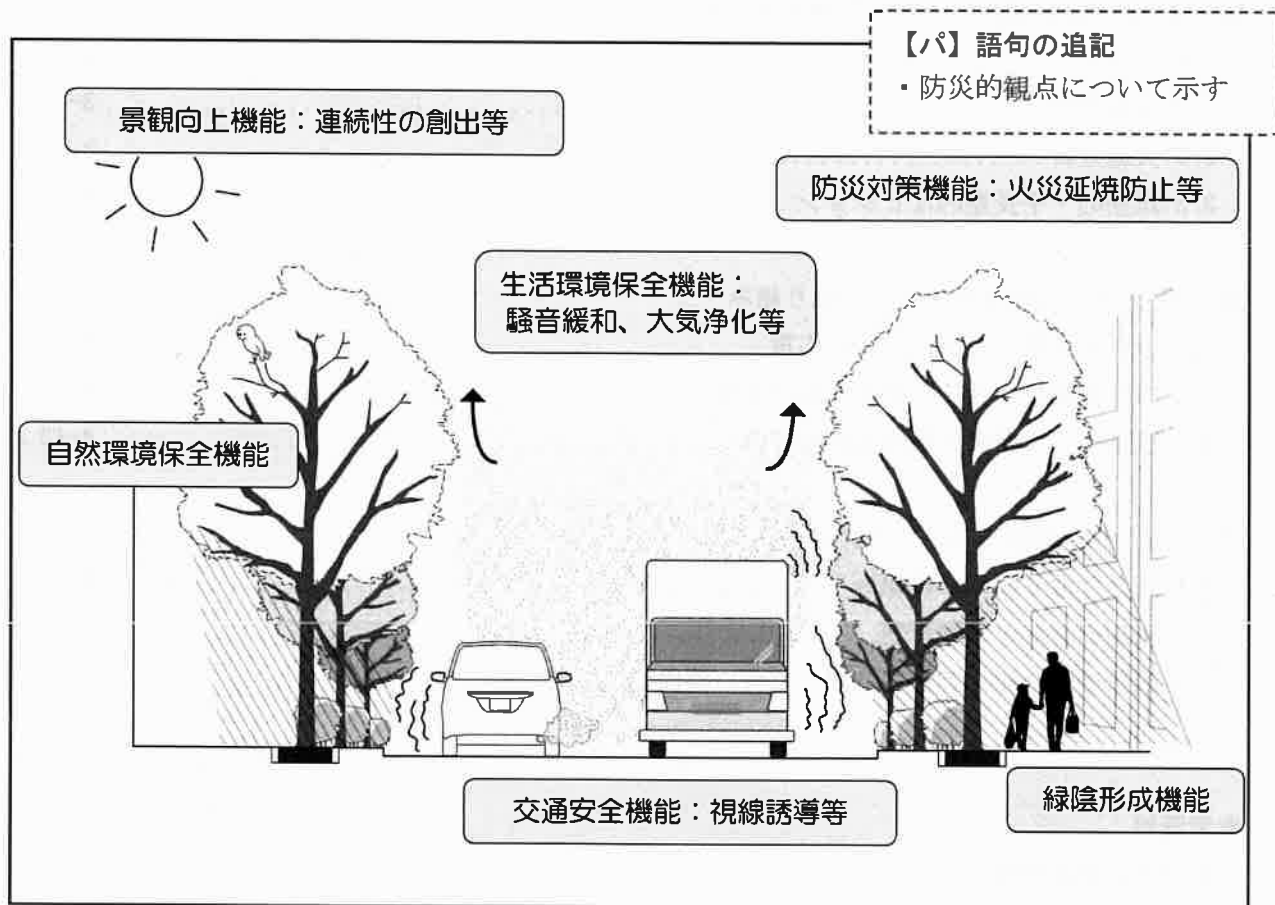 【パ】語句の追記
・防災的観点について示す
景観向上機能：連続性の創出等
防災対策機能：火災延焼防止等
生活環境保全機能：
騒音緩和、大気浄化等
自然環境保全機能
交通安全機能：視線誘導等
緑陰形成機能